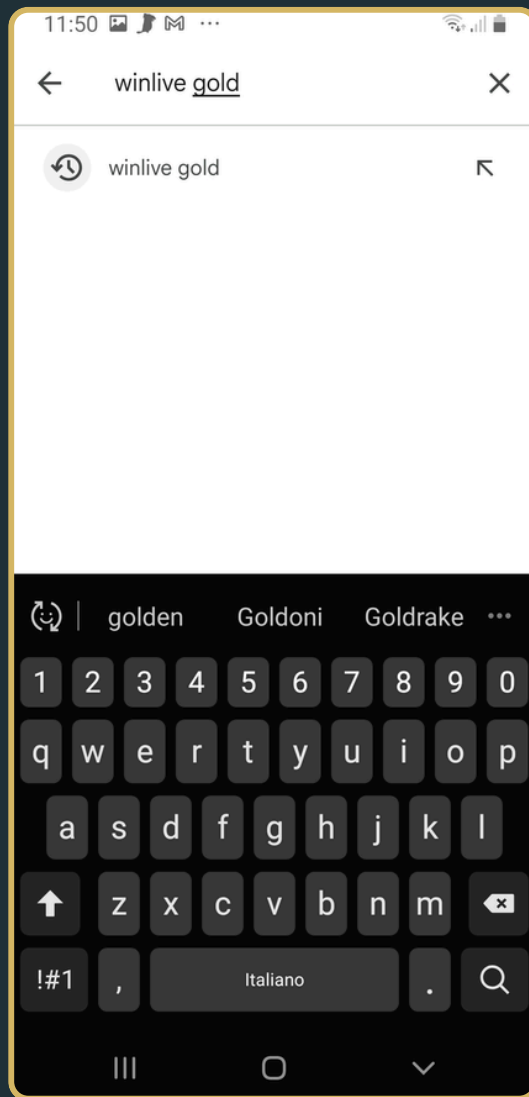 11:50
winlive gold
winlive gold
golden Goldoni Goldrake
1 2 3 4 5 6 7 8 9 0
q w e r t y u i o p
a s d f g h j k l
z x c v b n m
!#1 , Italiano .